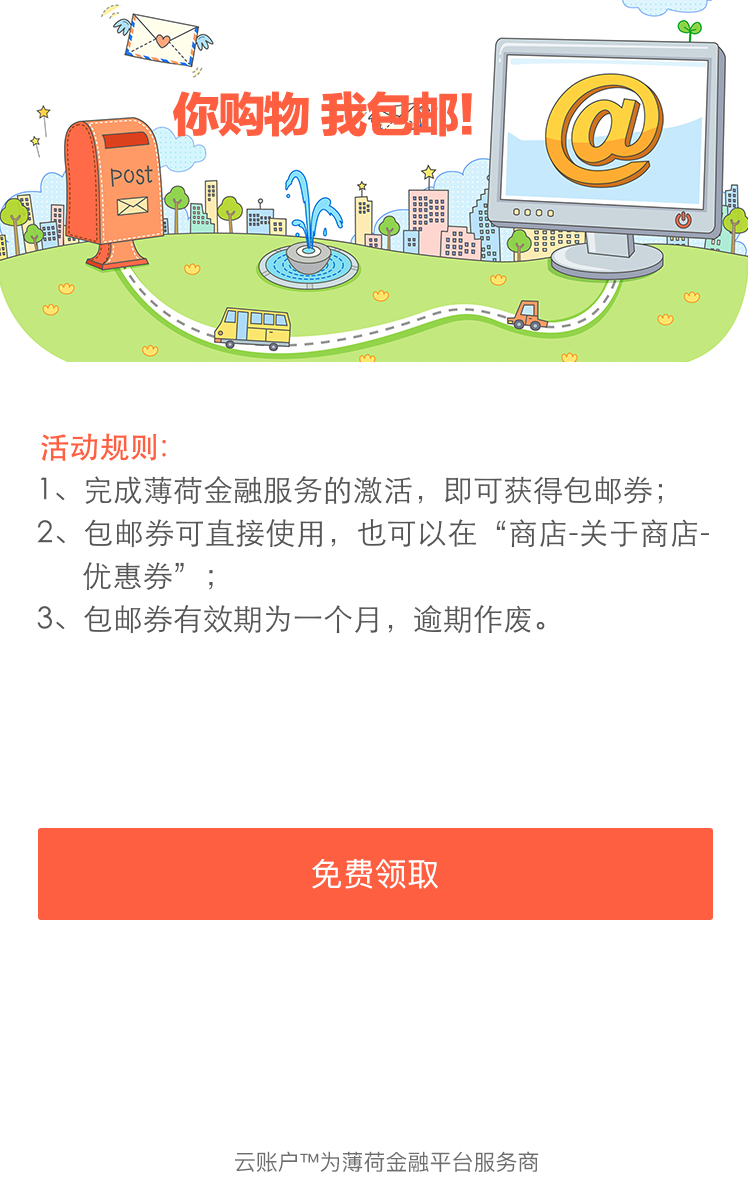 你购物 我包邮!
POST
@
活动规则:
1、完成薄荷金融服务的激活，即可获得包邮券；
2、包邮券可直接使用，也可以在“商店-关于商店-
优惠券”；
3、包邮券有效期为一个月，逾期作废。
免费领取
云账户™为薄荷金融平台服务商